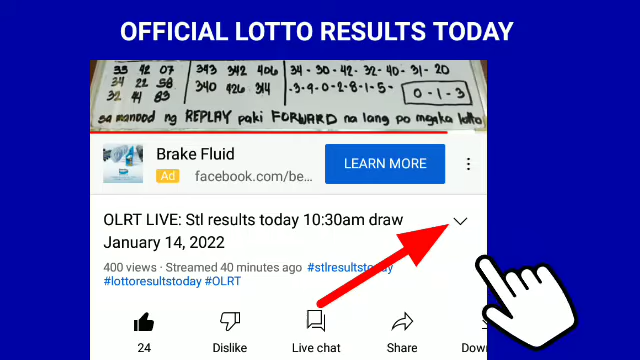 OFFICIAL LOTTO RESULTS TODAY
33 42 07 343 342 406 34-30-42-32-40-31-20
34 21 58 340 426 314 .3-9-0-2-8-1-5- 0-1-3
32 44 83
sa manood ng REPLAY paki FORWARD na lang po mga ka lotto
Brake Fluid
LEARN MORE
Ad facebook.com/be...
OLRT LIVE: Stl results today 10:30am draw
January 14, 2022
400 views · Streamed 40 minutes ago #stlresultstoday
#lottoresultstoday #OLRT
24 Dislike Live chat Share Down